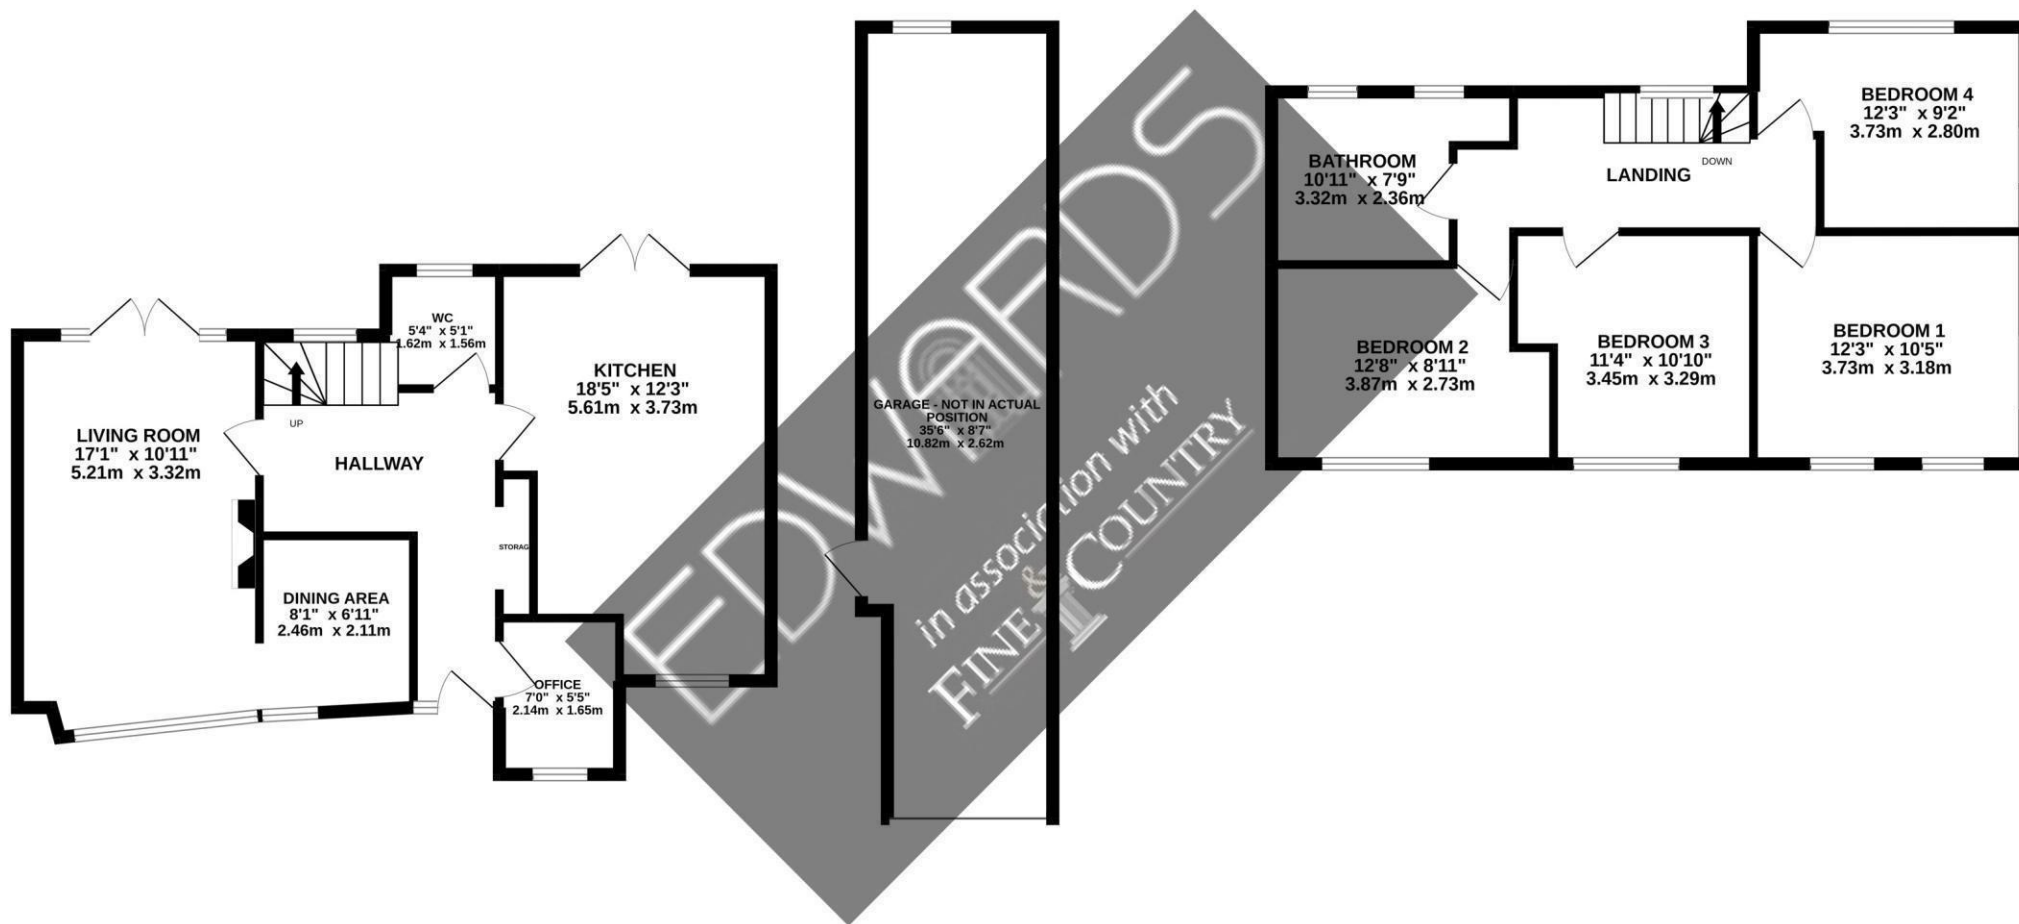 LIVING ROOM
17'1" x 10'11"
5.21m x 3.32m
UP
HALLWAY
WC
5'4" x 5'1"
1.62m x 1.56m
KITCHEN
18'5" x 12'3"
5.61m x 3.73m
STORAG
DINING AREA
8'1" x 6'11"
2.46m x 2.11m
OFFICE
7'0" x 5'5"
2.14m x 1.65m
GARAGE - NOT IN ACTUAL
POSITION
35'6" x 8'7"
10.82m x 2.62m
EDWARDS
in association with
FINE & COUNTRY
BATHROOM
10'11" x 7'9"
3.32m x 2.36m
LANDING
DOWN
BEDROOM 4
12'3" x 9'2"
3.73m x 2.80m
BEDROOM 2
12'8" x 8'11"
3.87m x 2.73m
BEDROOM 3
11'4" x 10'10"
3.45m x 3.29m
BEDROOM 1
12'3" x 10'5"
3.73m x 3.18m